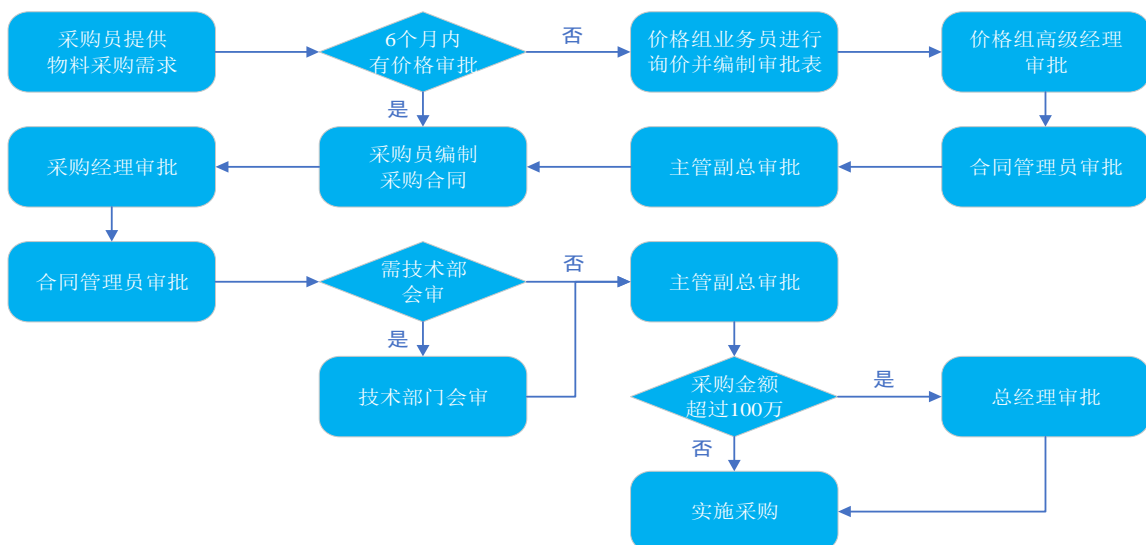 采购员提供
物料采购需求
6个月内
有价格审批
否
价格组业务员进行
询价并编制审批表
价格组高级经理
审批
是
采购经理审批
采购员编制
采购合同
主管副总审批
合同管理员审批
合同管理员审批
需技术部
会审
否
主管副总审批
是
技术部门会审
采购金额
超过100万
是
总经理审批
否
实施采购